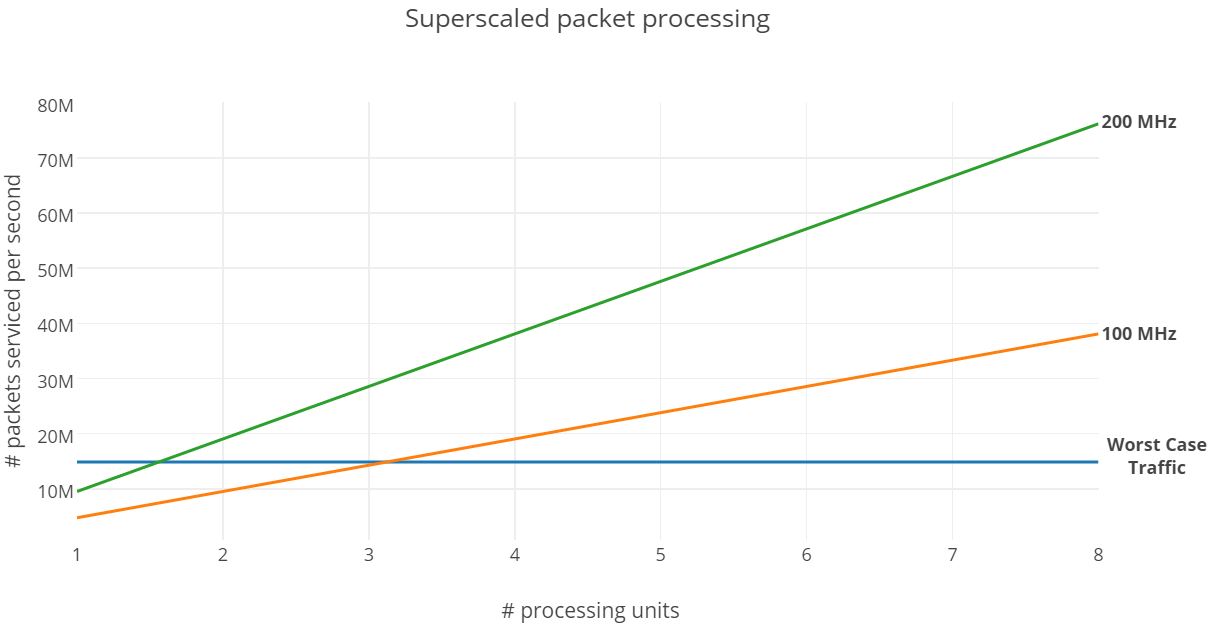 Superscaled packet processing
# packets serviced per second
80M
70M
60M
50M
40M
30M
20M
10M
200 MHz
100 MHz
Worst Case
Traffic
1 2 3 4 5 6 7 8
# processing units